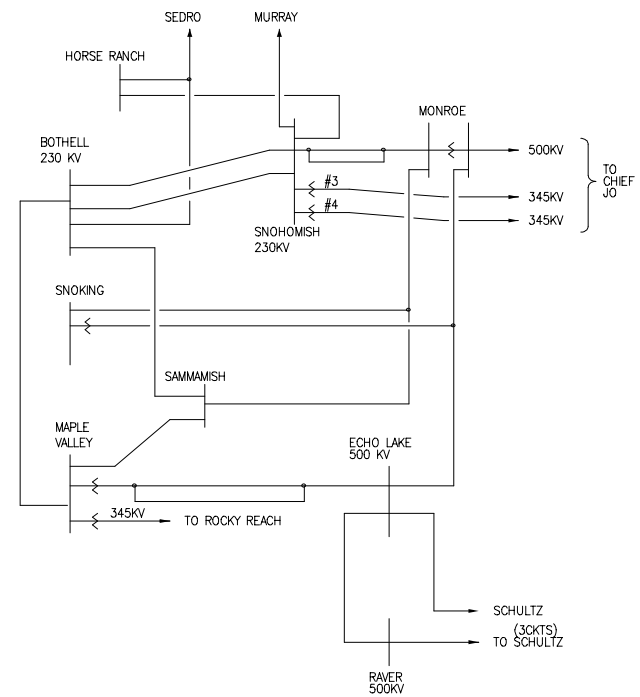 SEDRO
MURRAY
HORSE RANCH
MONROE
BOTHELL
230 KV
500KV
TO
CHIEF
JO
#3
345KV
#4
345KV
SNOHOMISH
230KV
SNOKING
SAMMAMISH
MAPLE
VALLEY
ECHO LAKE
500 KV
345KV
TO ROCKY REACH
SCHULTZ
(3CKTS)
TO SCHULTZ
RAVER
500KV